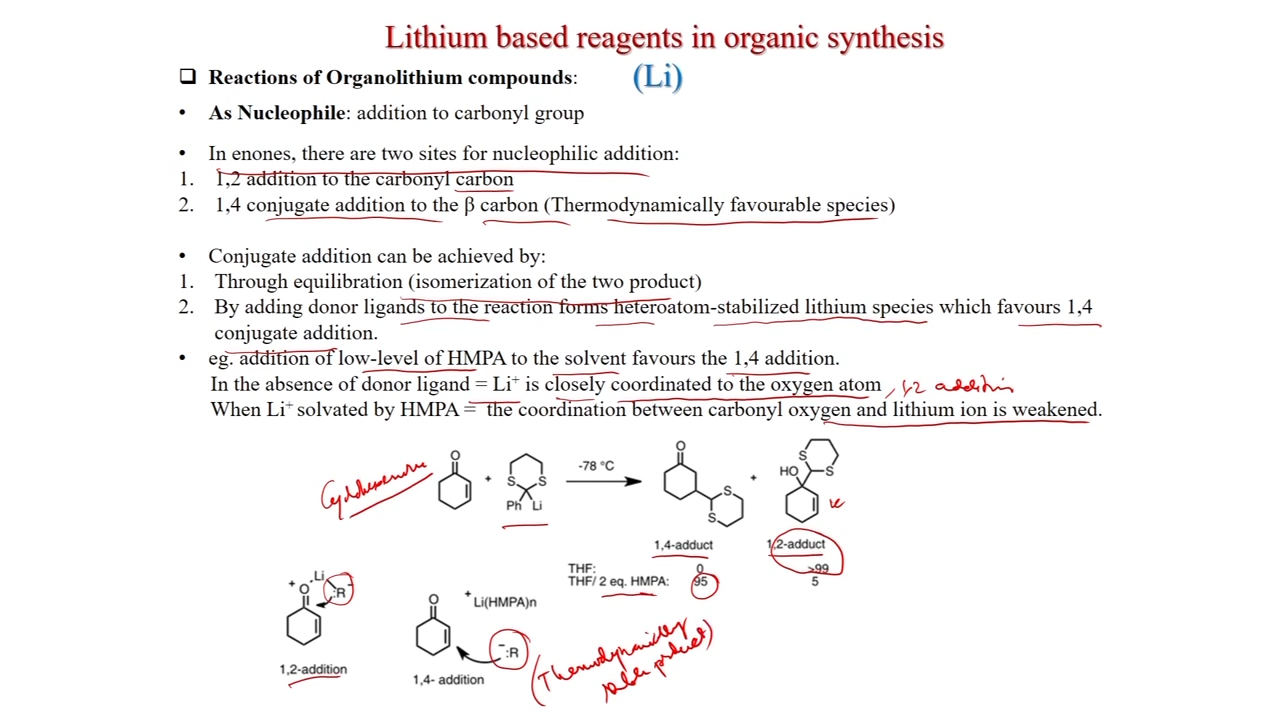 Lithium based reagents in organic synthesis
❑ Reactions of Organolithium compounds:
(Li)
• As Nucleophile: addition to carbonyl group
• In enones, there are two sites for nucleophilic addition:
1. 1,2 addition to the carbonyl carbon
2. 1,4 conjugate addition to the β carbon (Thermodynamically favourable species)
• Conjugate addition can be achieved by:
1. Through equilibration (isomerization of the two product)
2. By adding donor ligands to the reaction forms heteroatom-stabilized lithium species which favours 1,4
conjugate addition.
• eg. addition of low-level of HMPA to the solvent favours the 1,4 addition.
In the absence of donor ligand = Li⁺ is closely coordinated to the oxygen atom , 1,2 addition
When Li⁺ solvated by HMPA = the coordination between carbonyl oxygen and lithium ion is weakened.
O
+
S S
Ph Li
-78 °C
O
S
S
+
HO
S
S
1,4-adduct
1,2-adduct
THF: 0 >99
THF/ 2 eq. HMPA: 95 5
+ O Li
:R −
1,2-addition
O
+ Li(HMPA)n
− :R
1,4- addition
(Thermodynamically
product)